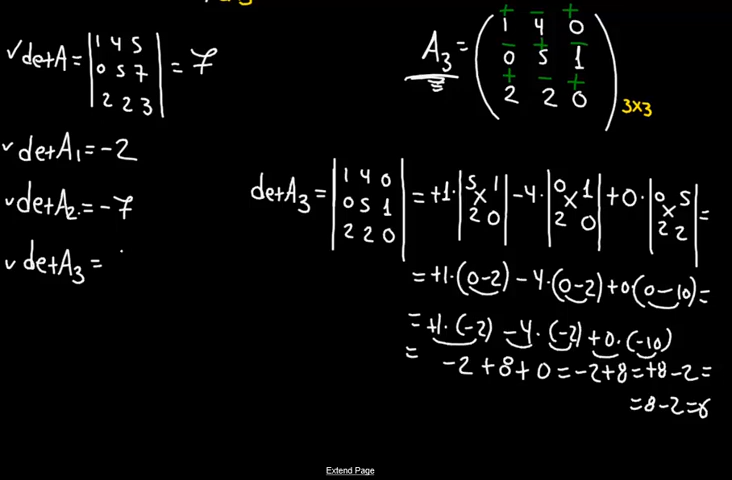 ✓detA = |1 4 5| = 7
|0 5 7|
|2 2 3|
✓detA₁ = -2
✓detA₂ = -7
✓detA₃ =
+ - +
A₃ = (1 4 0)
- + -
(0 5 1)
+ - +
(2 2 0) 3x3
detA₃ = |1 4 0| = +1·|5 1| -4·|0 1| +0·|0 5| =
|0 5 1| |2 0| |2 0| |2 2|
|2 2 0|
= +1·(0-2) -4·(0-2) +0·(0-10) =
= +1·(-2) -4·(-2) +0·(-10)
= -2+8+0 = -2+8 = +8-2 =
= 8-2 = 6
Extend Page